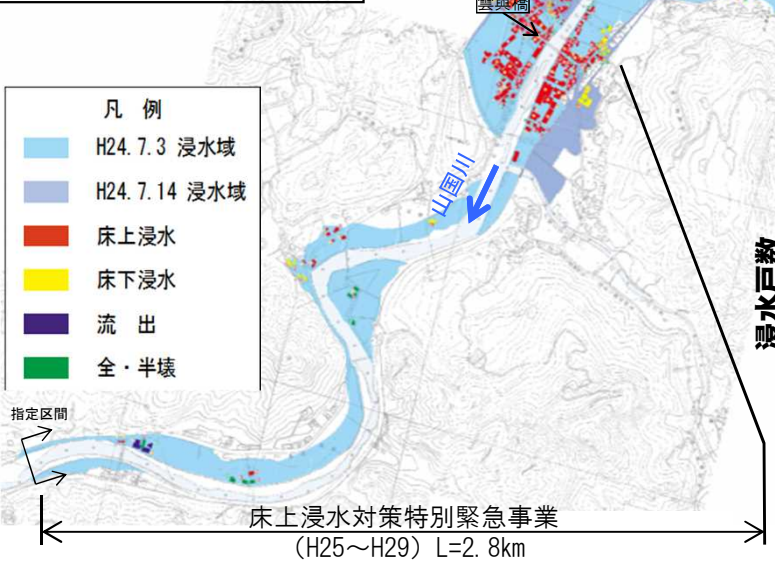 雲與橋
凡 例
H24.7.3 浸水域
H24.7.14 浸水域
床上浸水
床下浸水
流 出
全・半壊
山国川
浸水戸数
指定区間
床上浸水対策特別緊急事業
(H25～H29) L=2.8km